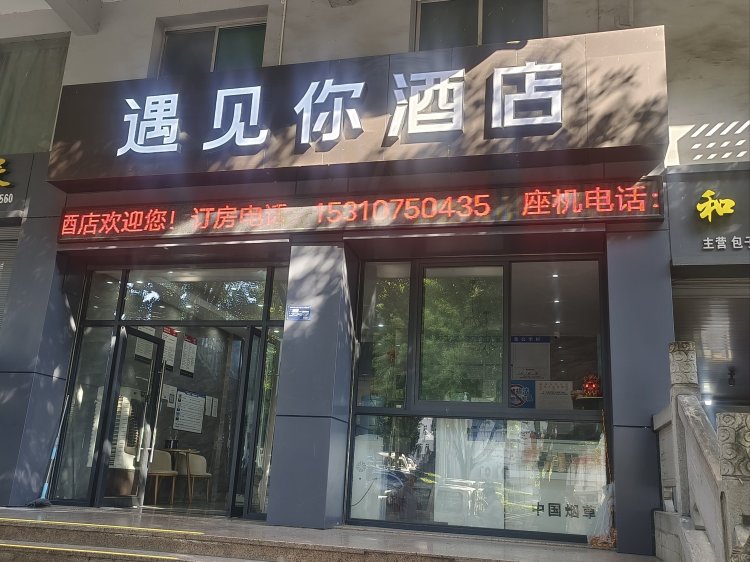 遇见你酒店
酒店欢迎您！订房电话 15310750435 座机电话：
560
和
主营 包子
中国烟草